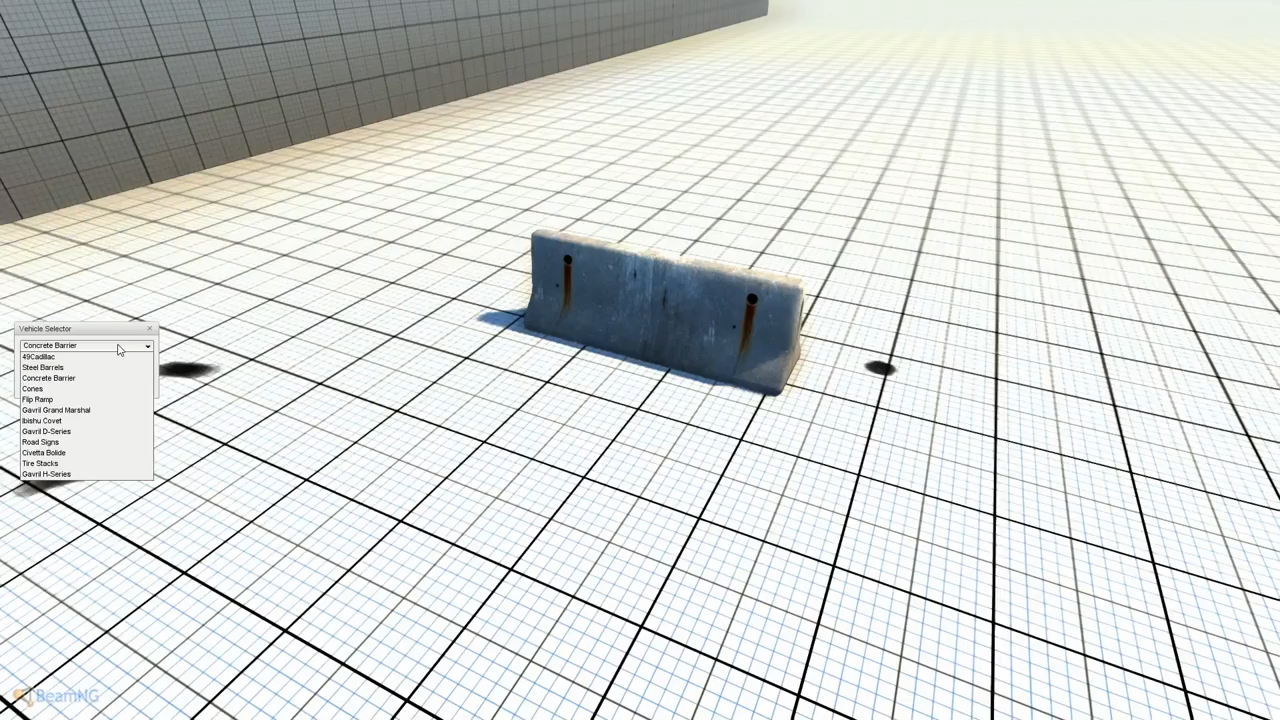 Vehicle Selector
Concrete Barrier
49Cadillac
Steel Barrels
Concrete Barrier
Cones
Flip Ramp
Gavril Grand Marshal
Ibishu Covet
Gavril D-Series
Road Signs
Civetta Bolide
Tire Stacks
Gavril H-Series
BeamNG